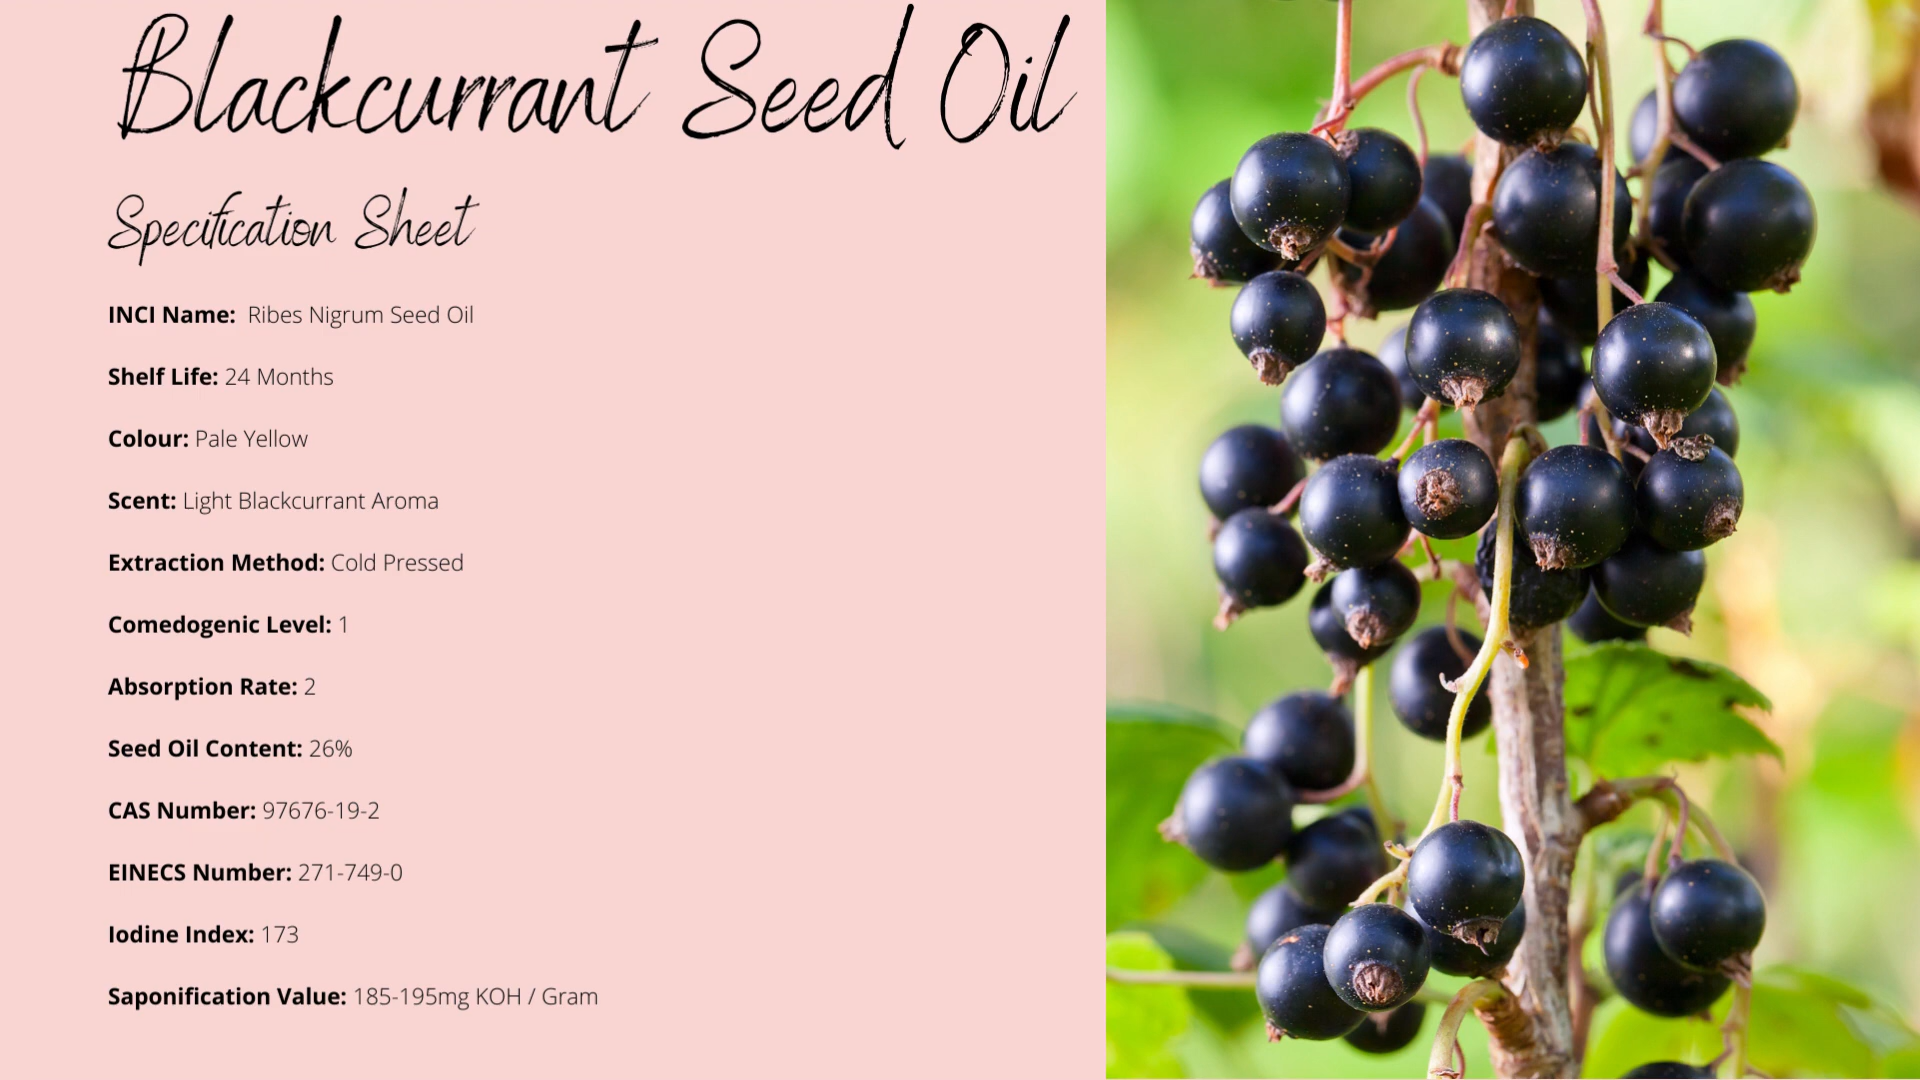 Blackcurrant Seed Oil
Specification Sheet
INCI Name: Ribes Nigrum Seed Oil
Shelf Life: 24 Months
Colour: Pale Yellow
Scent: Light Blackcurrant Aroma
Extraction Method: Cold Pressed
Comedogenic Level: 1
Absorption Rate: 2
Seed Oil Content: 26%
CAS Number: 97676-19-2
EINECS Number: 271-749-0
Iodine Index: 173
Saponification Value: 185-195mg KOH / Gram